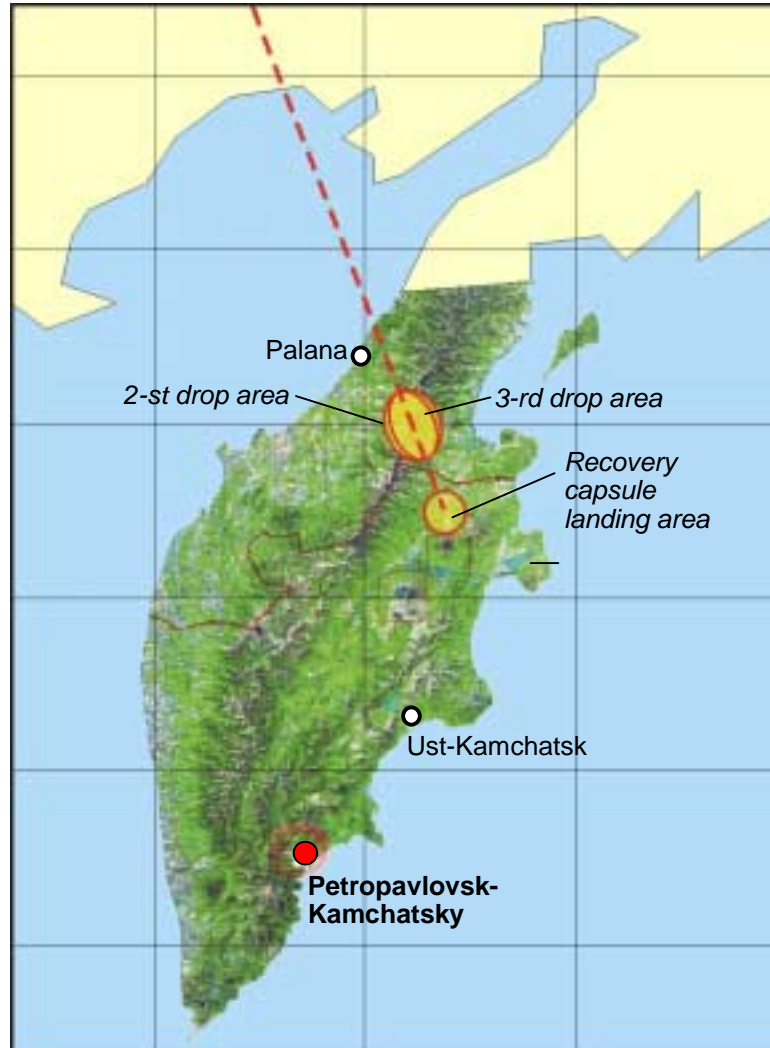 Palana
2-st drop area
3-rd drop area
Recovery
capsule
landing area
Ust-Kamchatsk
Petropavlovsk-
Kamchatsky